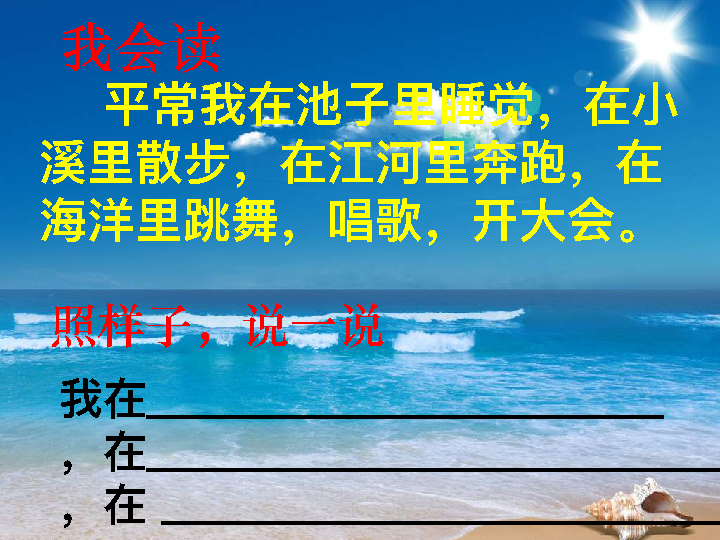 我会读
平常我在池子里睡觉，在小
溪里散步，在江河里奔跑，在
海洋里跳舞，唱歌，开大会。
照样子，说一说
我在
，在
，在